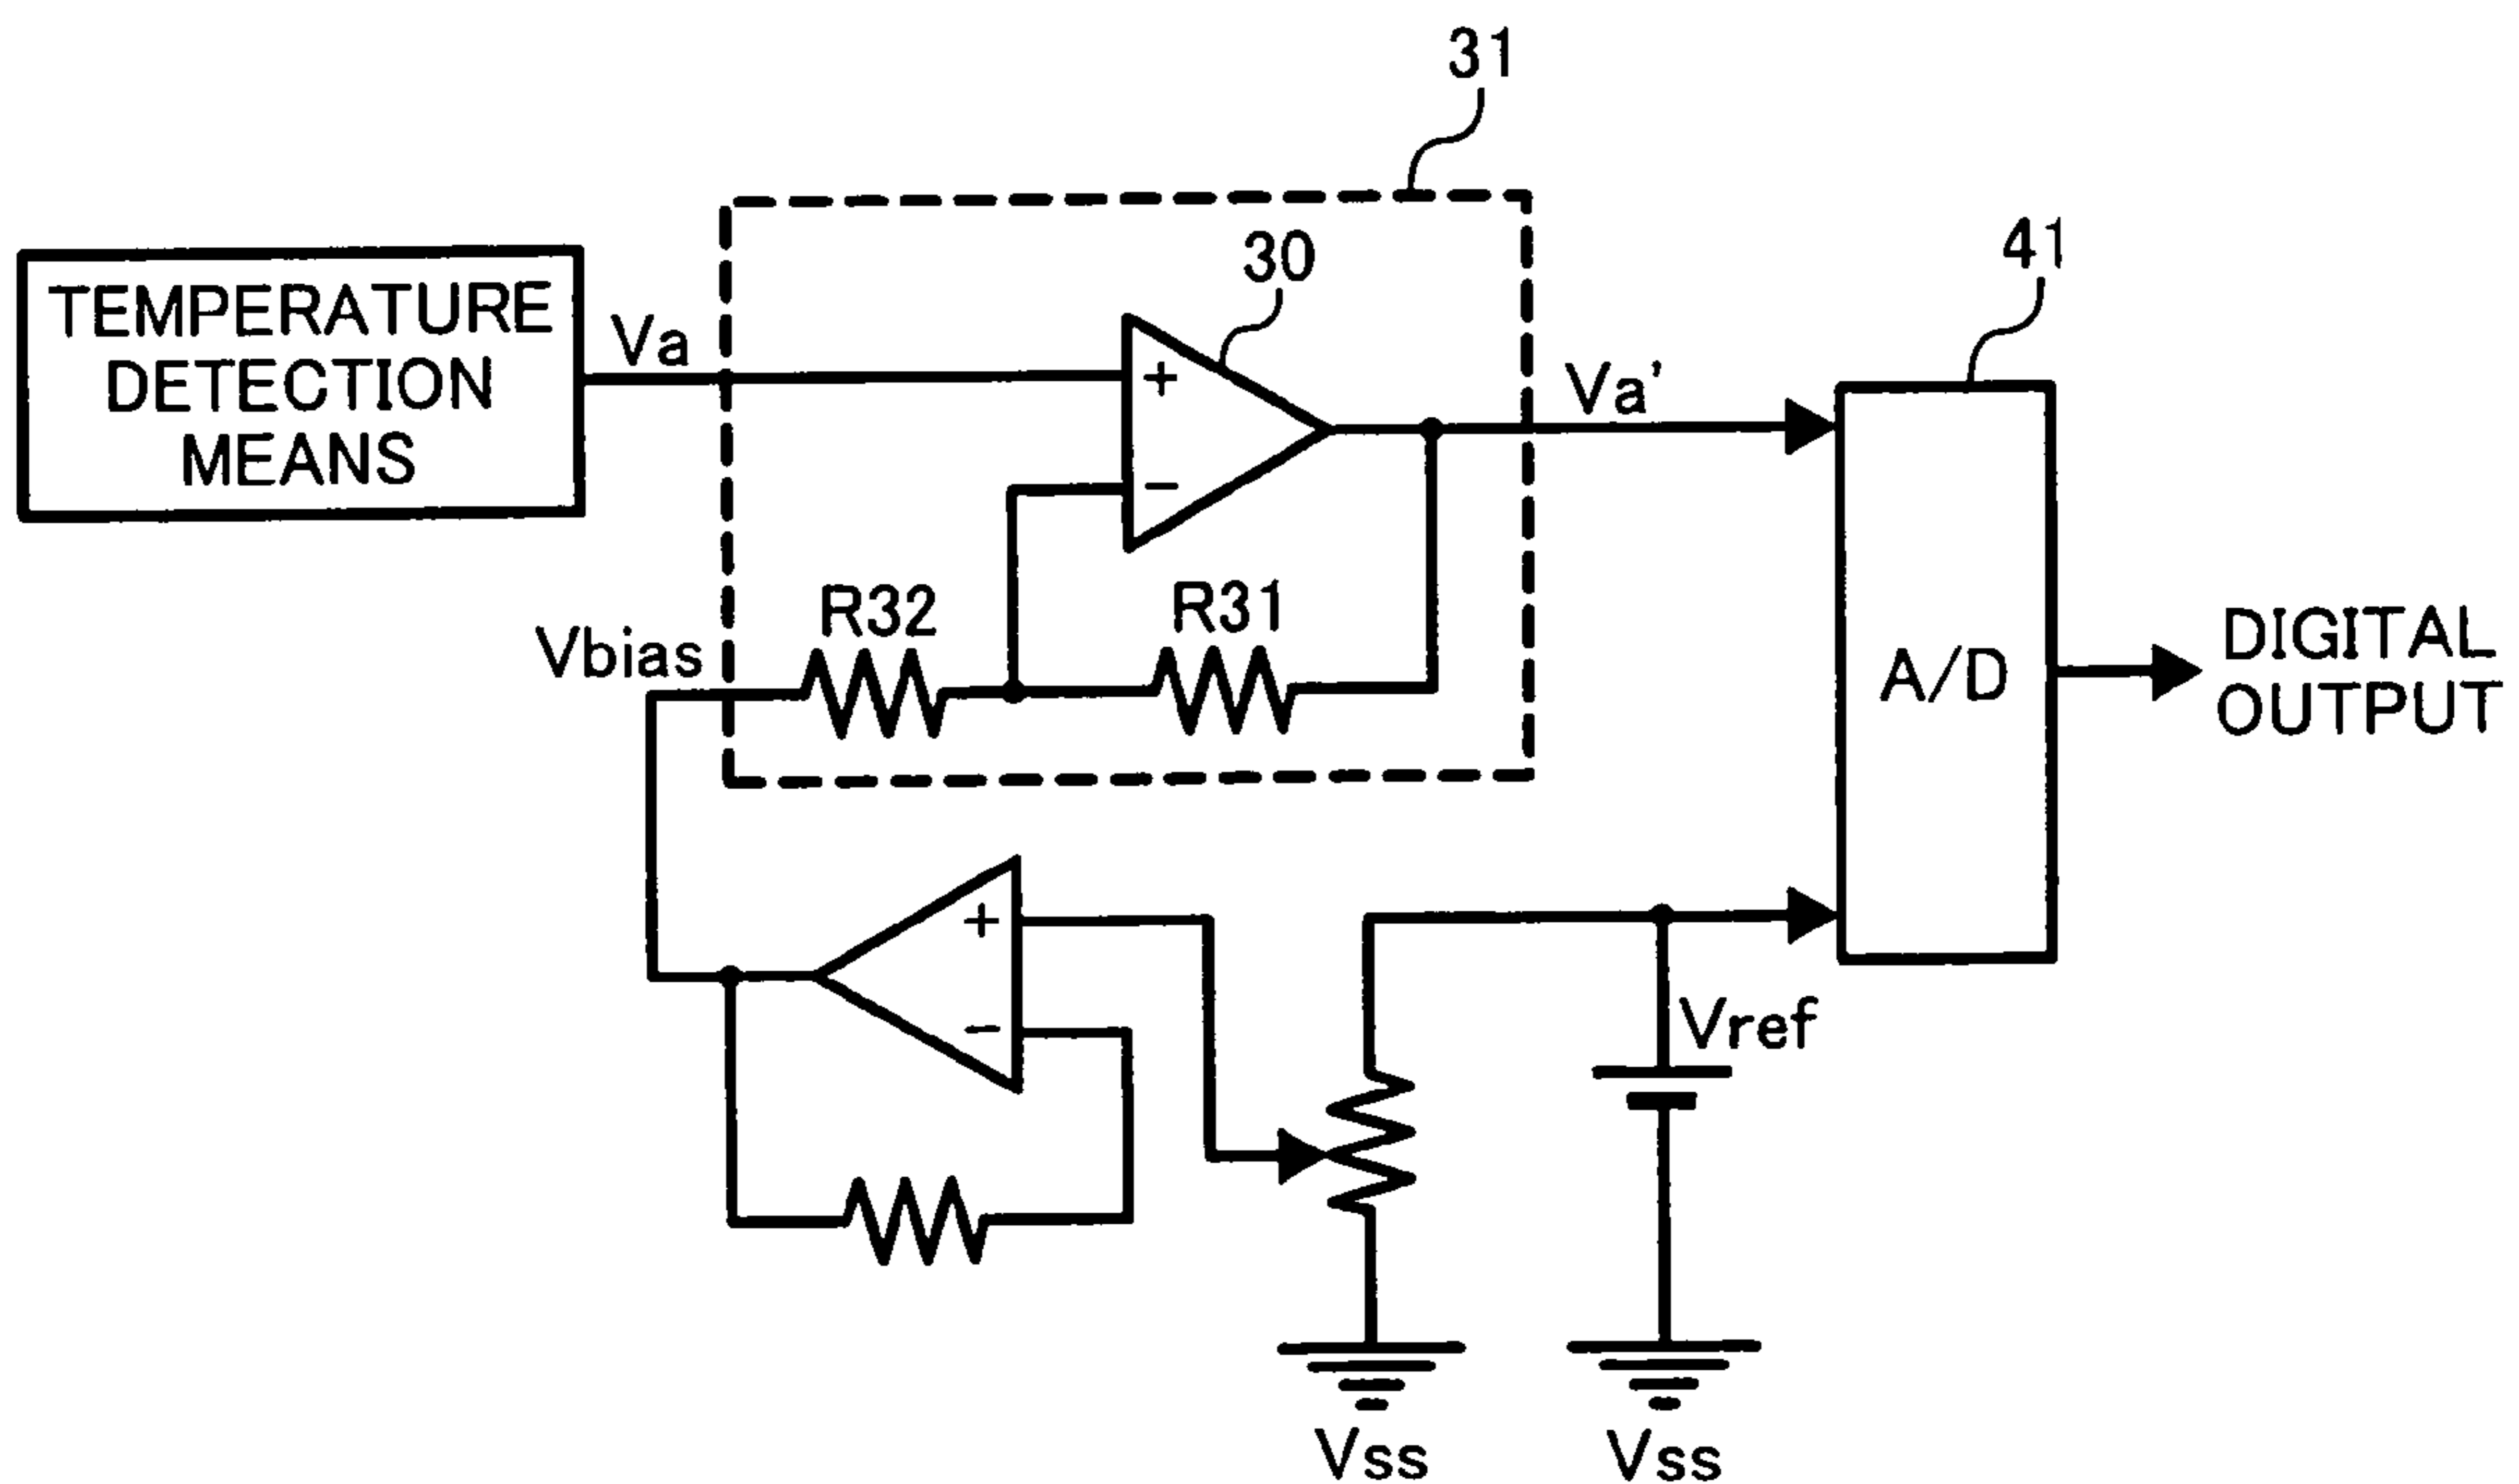 31
30
41
TEMPERATURE
DETECTION
MEANS
Va
+
−
Va'
R32
R31
Vbias
A/D
DIGITAL
OUTPUT
+
−
Vref
Vss
Vss